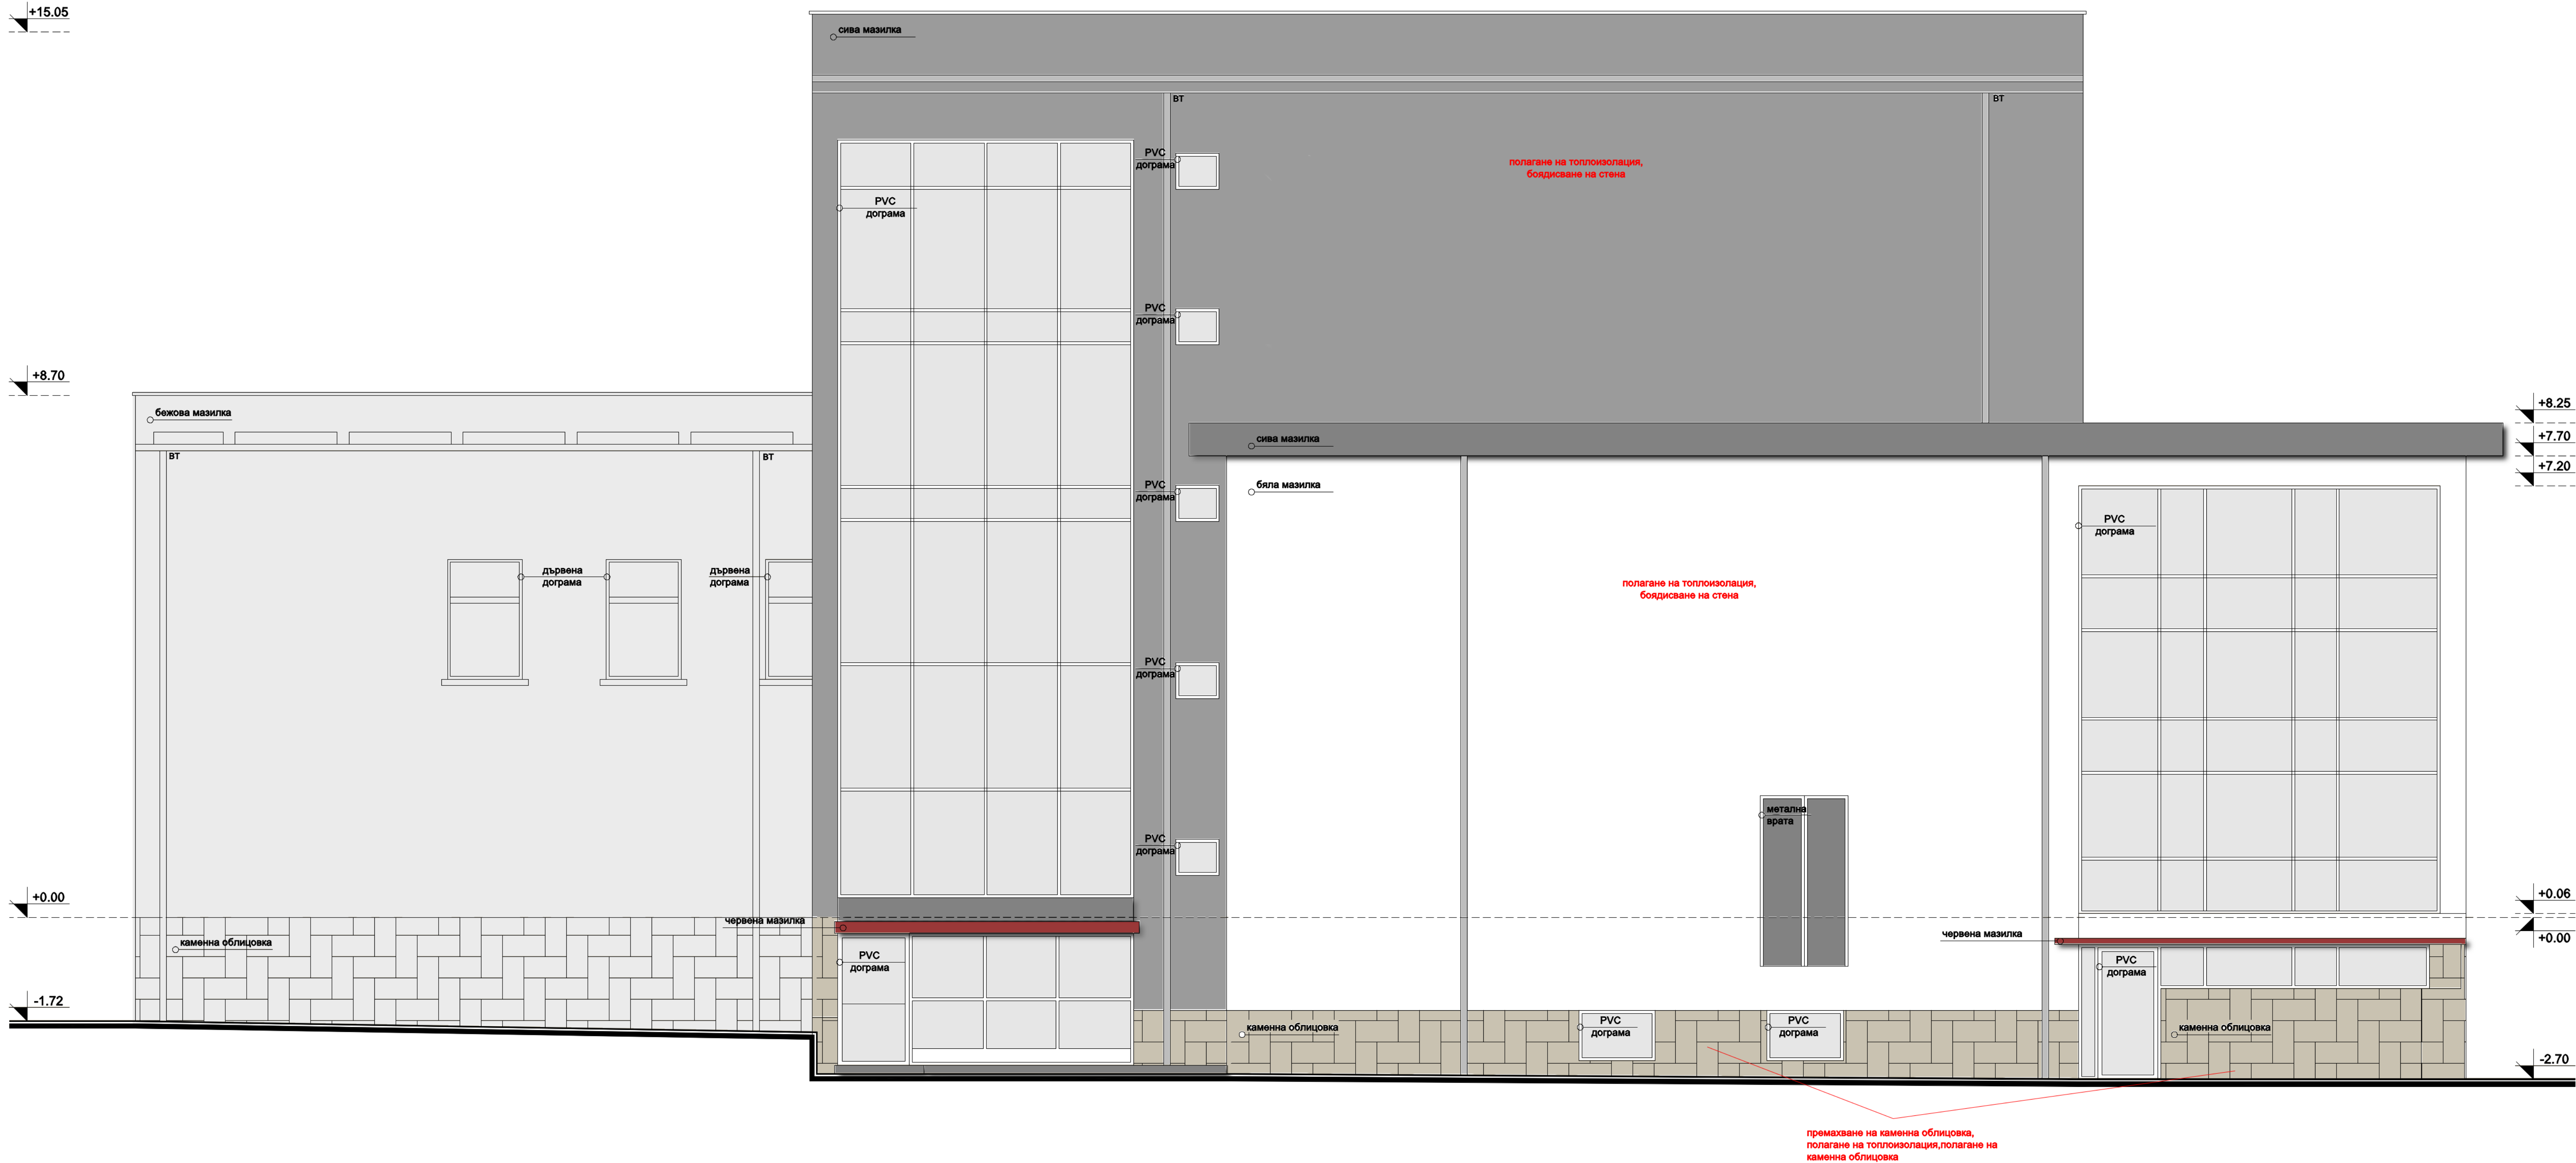 +15.05
сива мазилка
ВТ
ВТ
PVC
дограма
полагане на топлоизолация,
боядисване на стена
PVC
дограма
PVC
дограма
+8.70
+8.25
бежова мазилка
сива мазилка
+7.70
ВТ
ВТ
+7.20
PVC
дограма
бяла мазилка
PVC
дограма
дървена
дограма
дървена
дограма
полагане на топлоизолация,
боядисване на стена
PVC
дограма
метална
врата
PVC
дограма
+0.00
+0.06
червена мазилка
червена мазилка
+0.00
каменна облицовка
PVC
дограма
PVC
дограма
-1.72
PVC
дограма
PVC
дограма
каменна облицовка
каменна облицовка
-2.70
премахване на каменна облицовка,
полагане на топлоизолация,полагане на
каменна облицовка